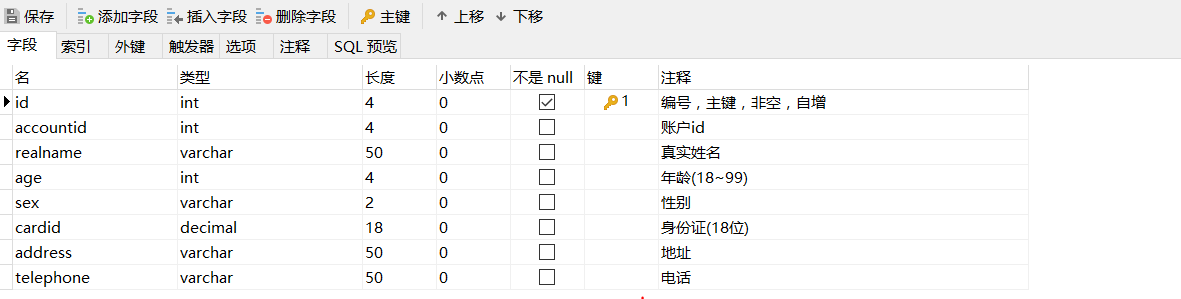 保存 添加字段 插入字段 删除字段 主键 上移 下移
字段 索引 外键 触发器 选项 注释 SQL 预览
名 类型 长度 小数点 不是 null 键 注释
id int 4 0 1 编号，主键，非空，自增
accountid int 4 0 账户id
realname varchar 50 0 真实姓名
age int 4 0 年龄(18~99)
sex varchar 2 0 性别
cardid decimal 18 0 身份证(18位)
address varchar 50 0 地址
telephone varchar 50 0 电话